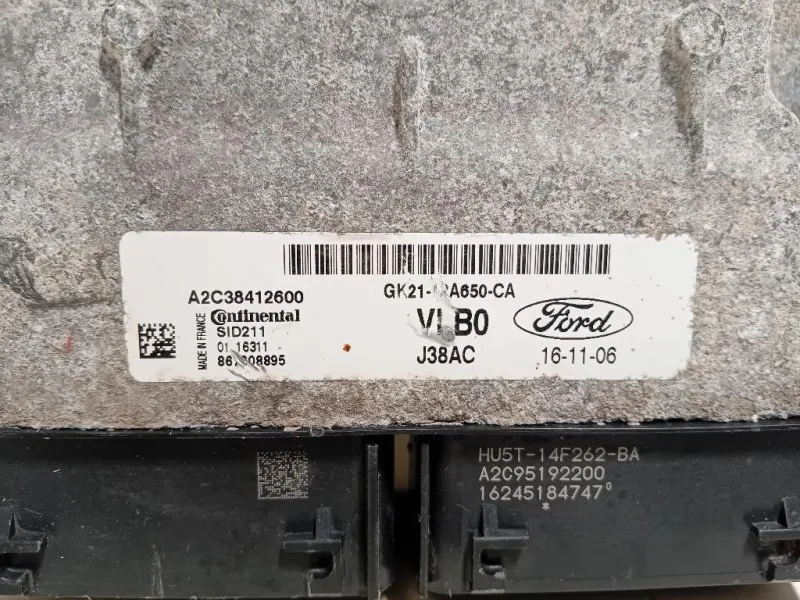 A2C38412600
Continental
SID211
MADE IN FRANCE
J38AC
Ford
16-11-06
HU5T-14F262-BA
A2C95192200
16245184747
*